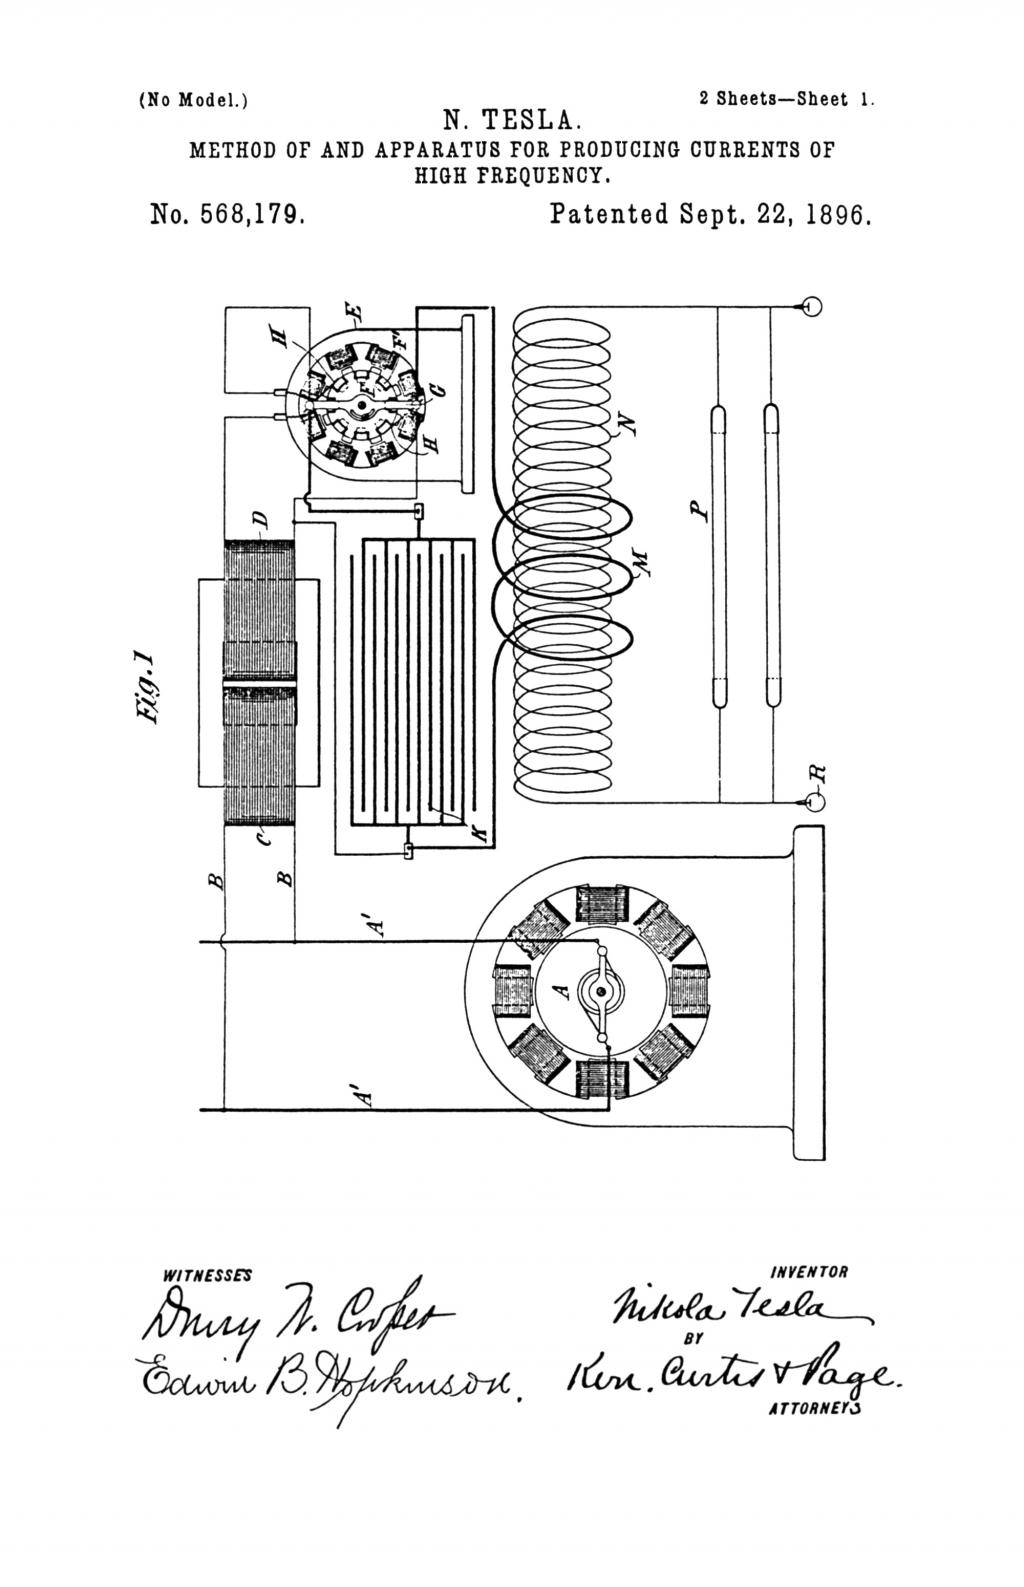 (No Model.)
2 Sheets—Sheet 1.
N. TESLA.
METHOD OF AND APPARATUS FOR PRODUCING CURRENTS OF
HIGH FREQUENCY.
No. 568,179.
Patented Sept. 22, 1896.
Fig. 1
H
E
F'
F
G
H
D
C
B
B
K
N
M
P
R
A'
A
A'
WITNESSES
Drury W. Cooper
Edwin B. Hopkinson.
INVENTOR
Nikola Tesla
BY
Kerr, Curtis & Page.
ATTORNEYS